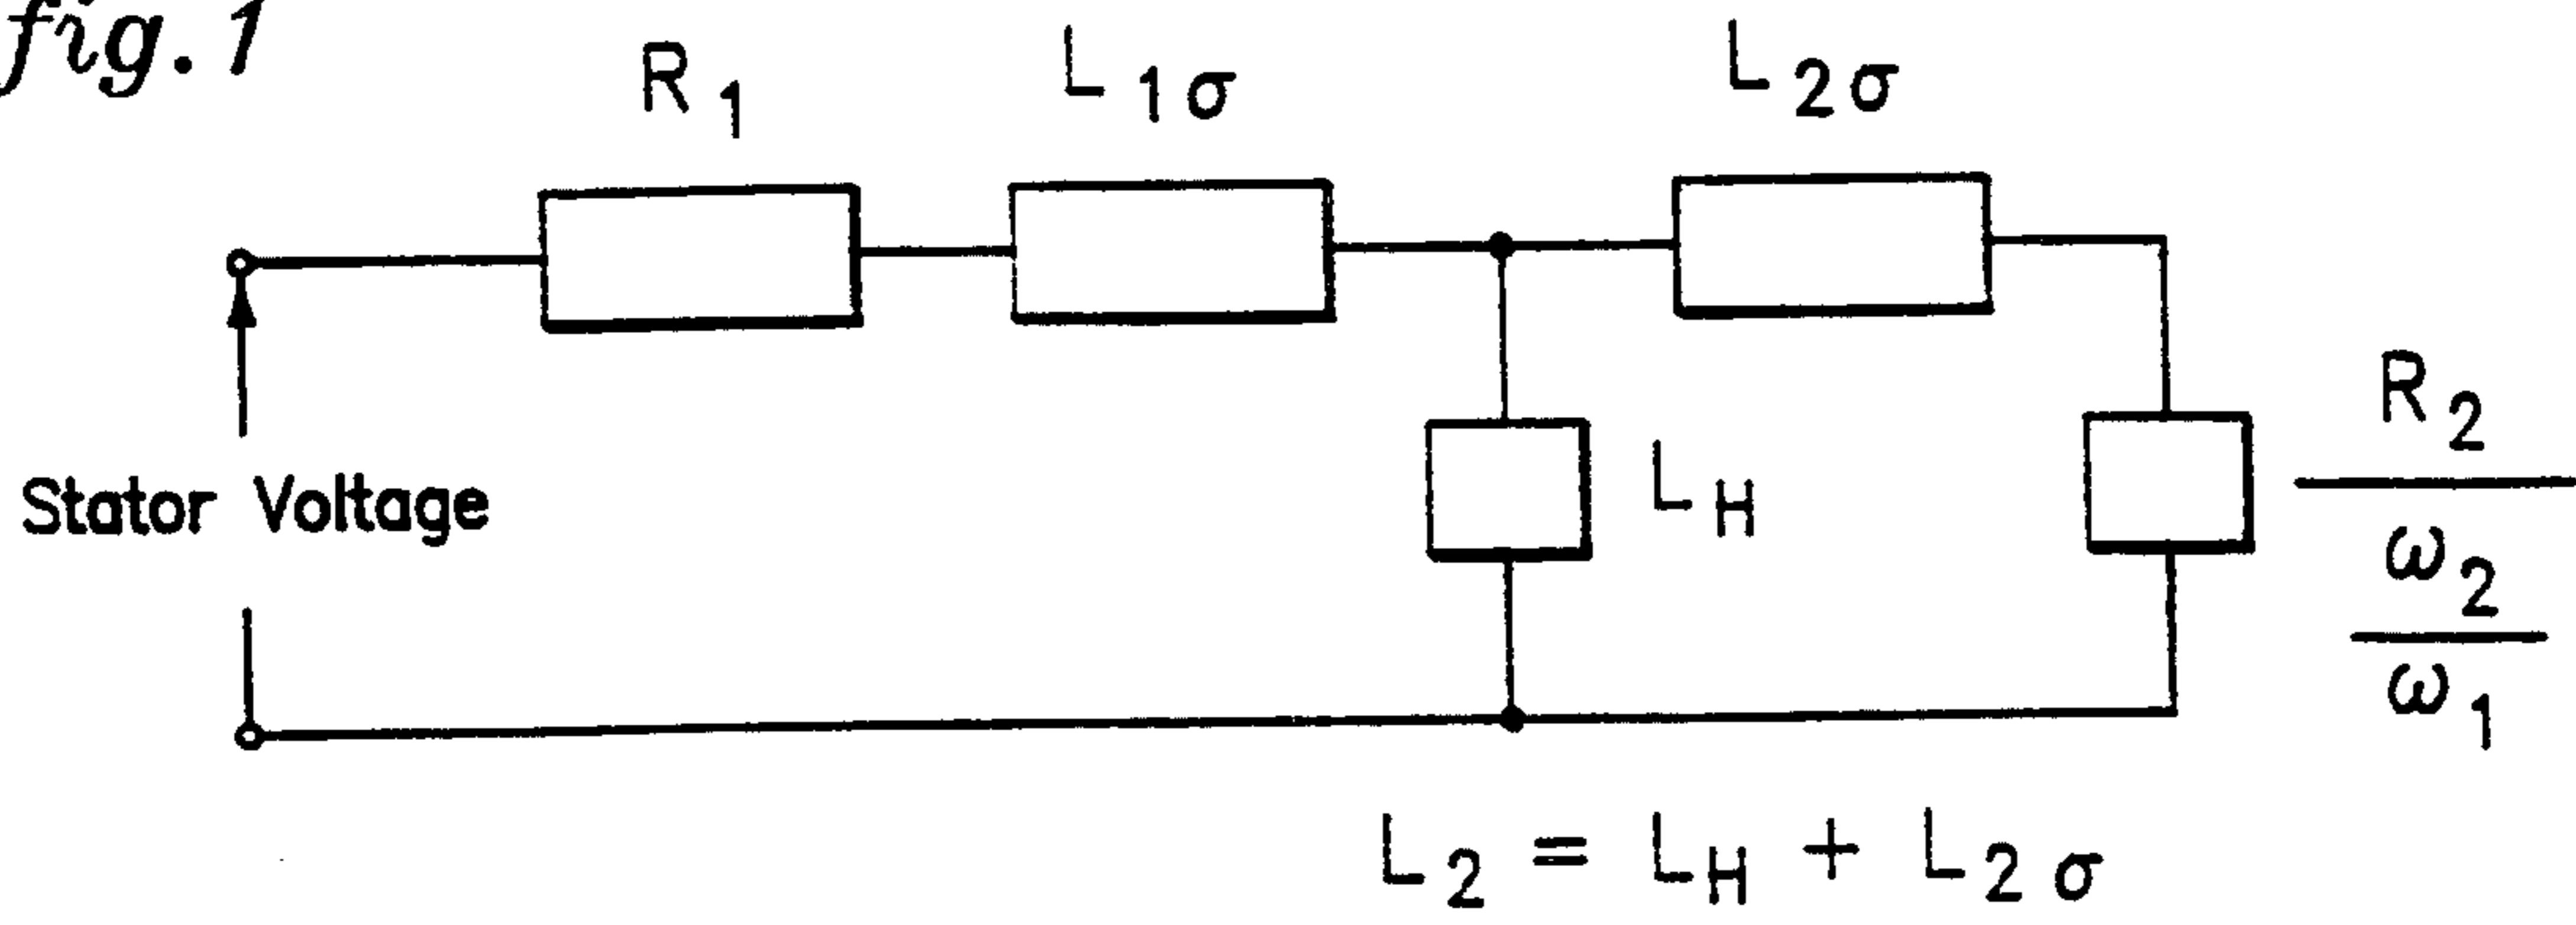 fig. 1
R1
L1σ
L2σ
Stator Voltage
LH
R2
ω2
ω1
L2 = LH + L2σ